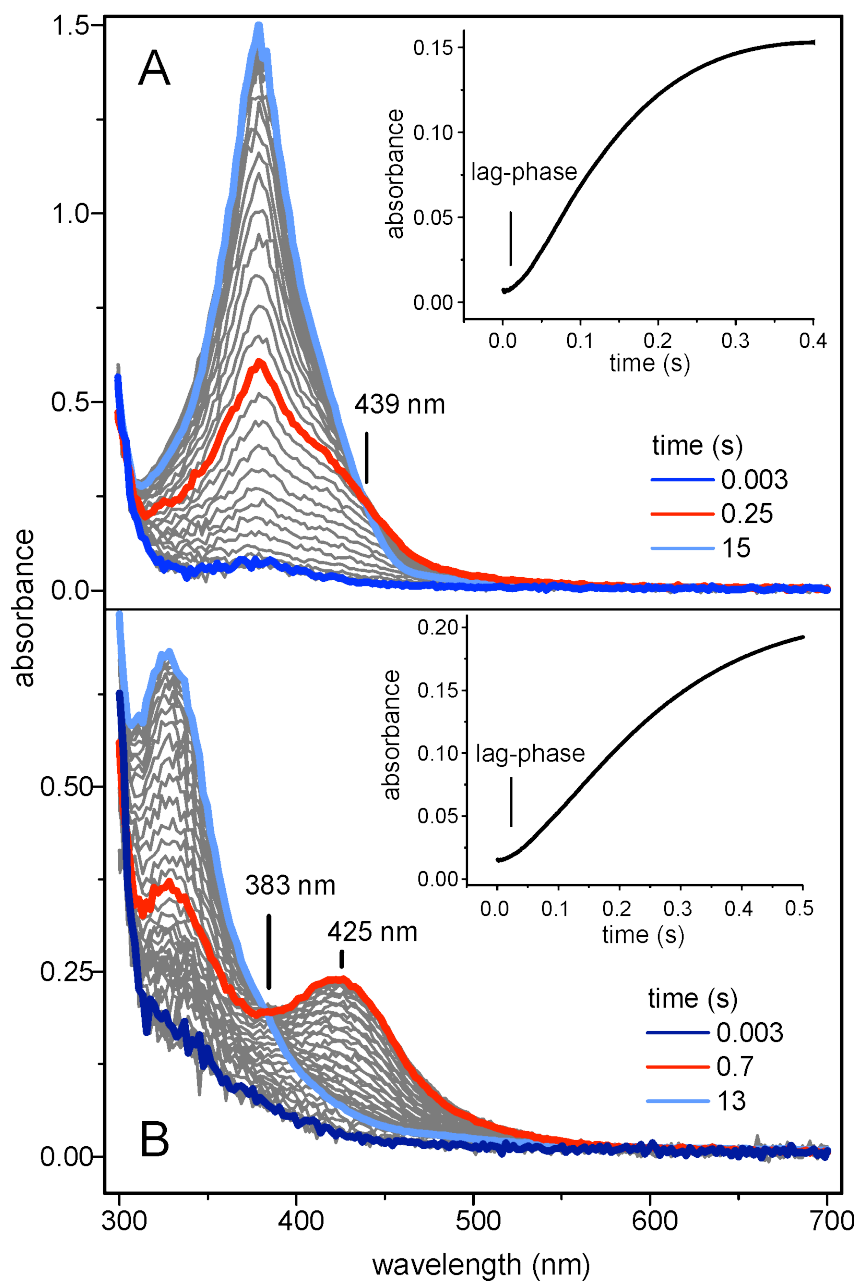 A
1.5
1.0
0.5
0.0
absorbance
439 nm
time (s)
0.003
0.25
15
absorbance
0.15
0.10
0.05
0.00
lag-phase
0.0 0.1 0.2 0.3 0.4
time (s)
B
0.50
0.25
0.00
383 nm
425 nm
time (s)
0.003
0.7
13
absorbance
0.20
0.15
0.10
0.05
0.00
lag-phase
0.0 0.1 0.2 0.3 0.4 0.5
time (s)
300 400 500 600 700
wavelength (nm)